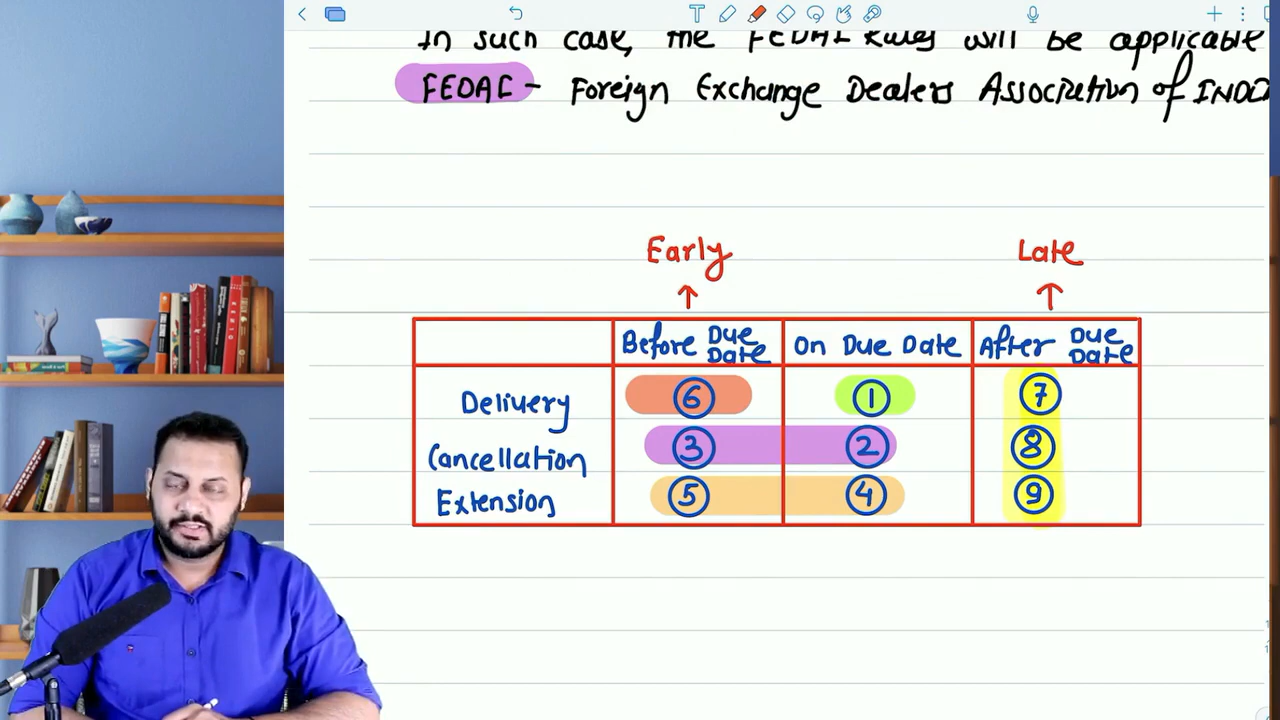 In such case, the FEDAI Rules will be applicable
FEDAI - Foreign Exchange Dealers Association of INDIA
Early
Late
↑
↑
Before Due Date
On Due Date
After Due Date
Delivery
6
1
7
Cancellation
3
2
8
Extension
5
4
9